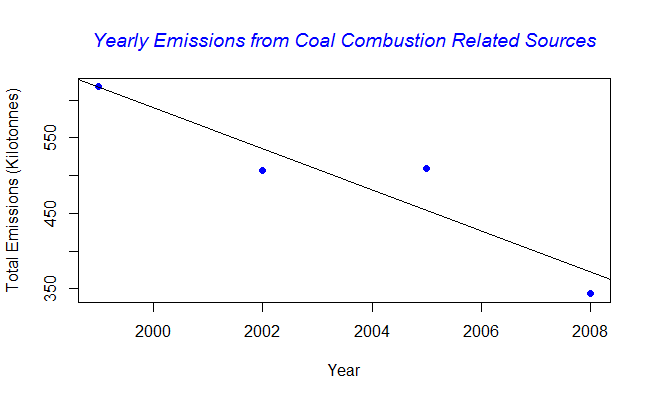 Yearly Emissions from Coal Combustion Related Sources
Total Emissions (Kilotonnes)
550
450
350
2000 2002 2004 2006 2008
Year